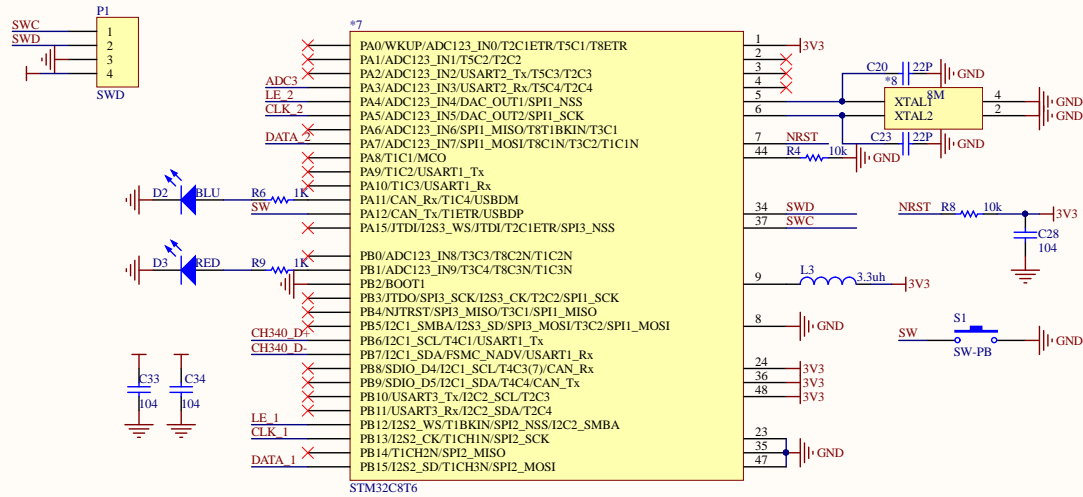 P1
SWC
SWD
1
2
3
4
SWD
*7
PA0/WKUP/ADC123_IN0/T2C1ETR/T5C1/T8ETR
PA1/ADC123_IN1/T5C2/T2C2
PA2/ADC123_IN2/USART2_Tx/T5C3/T2C3
ADC3 PA3/ADC123_IN3/USART2_Rx/T5C4/T2C4
LE_2 PA4/ADC123_IN4/DAC_OUT1/SPI1_NSS
CLK_2 PA5/ADC123_IN5/DAC_OUT2/SPI1_SCK
PA6/ADC123_IN6/SPI1_MISO/T8T1BKIN/T3C1
DATA_2 PA7/ADC123_IN7/SPI1_MOSI/T8C1N/T3C2/T1C1N
PA8/T1C1/MCO
PA9/T1C2/USART1_Tx
PA10/T1C3/USART1_Rx
D2 BLU R6 1K PA11/CAN_Rx/T1C4/USBDM
SW PA12/CAN_Tx/T1ETR/USBDP
PA15/JTDI/I2S3_WS/JTDI/T2C1ETR/SPI3_NSS
PB0/ADC123_IN8/T3C3/T8C2N/T1C2N
D3 RED R9 1K PB1/ADC123_IN9/T3C4/T8C3N/T1C3N
PB2/BOOT1
PB3/JTDO/SPI3_SCK/I2S3_CK/T2C2/SPI1_SCK
PB4/NJTRST/SPI3_MISO/T3C1/SPI1_MISO
PB5/I2C1_SMBA/I2S3_SD/SPI3_MOSI/T3C2/SPI1_MOSI
CH340_D+ PB6/I2C1_SCL/T4C1/USART1_Tx
CH340_D- PB7/I2C1_SDA/FSMC_NADV/USART1_Rx
PB8/SDIO_D4/I2C1_SCL/T4C3(7)/CAN_Rx
PB9/SDIO_D5/I2C1_SDA/T4C4/CAN_Tx
PB10/USART3_Tx/I2C2_SCL/T2C3
PB11/USART3_Rx/I2C2_SDA/T2C4
LE_1 PB12/I2S2_WS/T1BKIN/SPI2_NSS/I2C2_SMBA
CLK_1 PB13/I2S2_CK/T1CH1N/SPI2_SCK
PB14/T1CH2N/SPI2_MISO
DATA_1 PB15/I2S2_SD/T1CH3N/SPI2_MOSI
STM32C8T6
C33 C34
104 104
1 3V3
2
3
4
5
6
C20 22P GND
*8 8M
XTAL1 4 GND
XTAL2 2 GND
C23 22P GND
7 NRST
44 R4 10k GND
34 SWD
37 SWC
NRST R8 10k 3V3
C28
104
9 L3 3.3uh 3V3
8 GND
S1
SW GND
SW-PB
24 3V3
36 3V3
48 3V3
23
35 GND
47